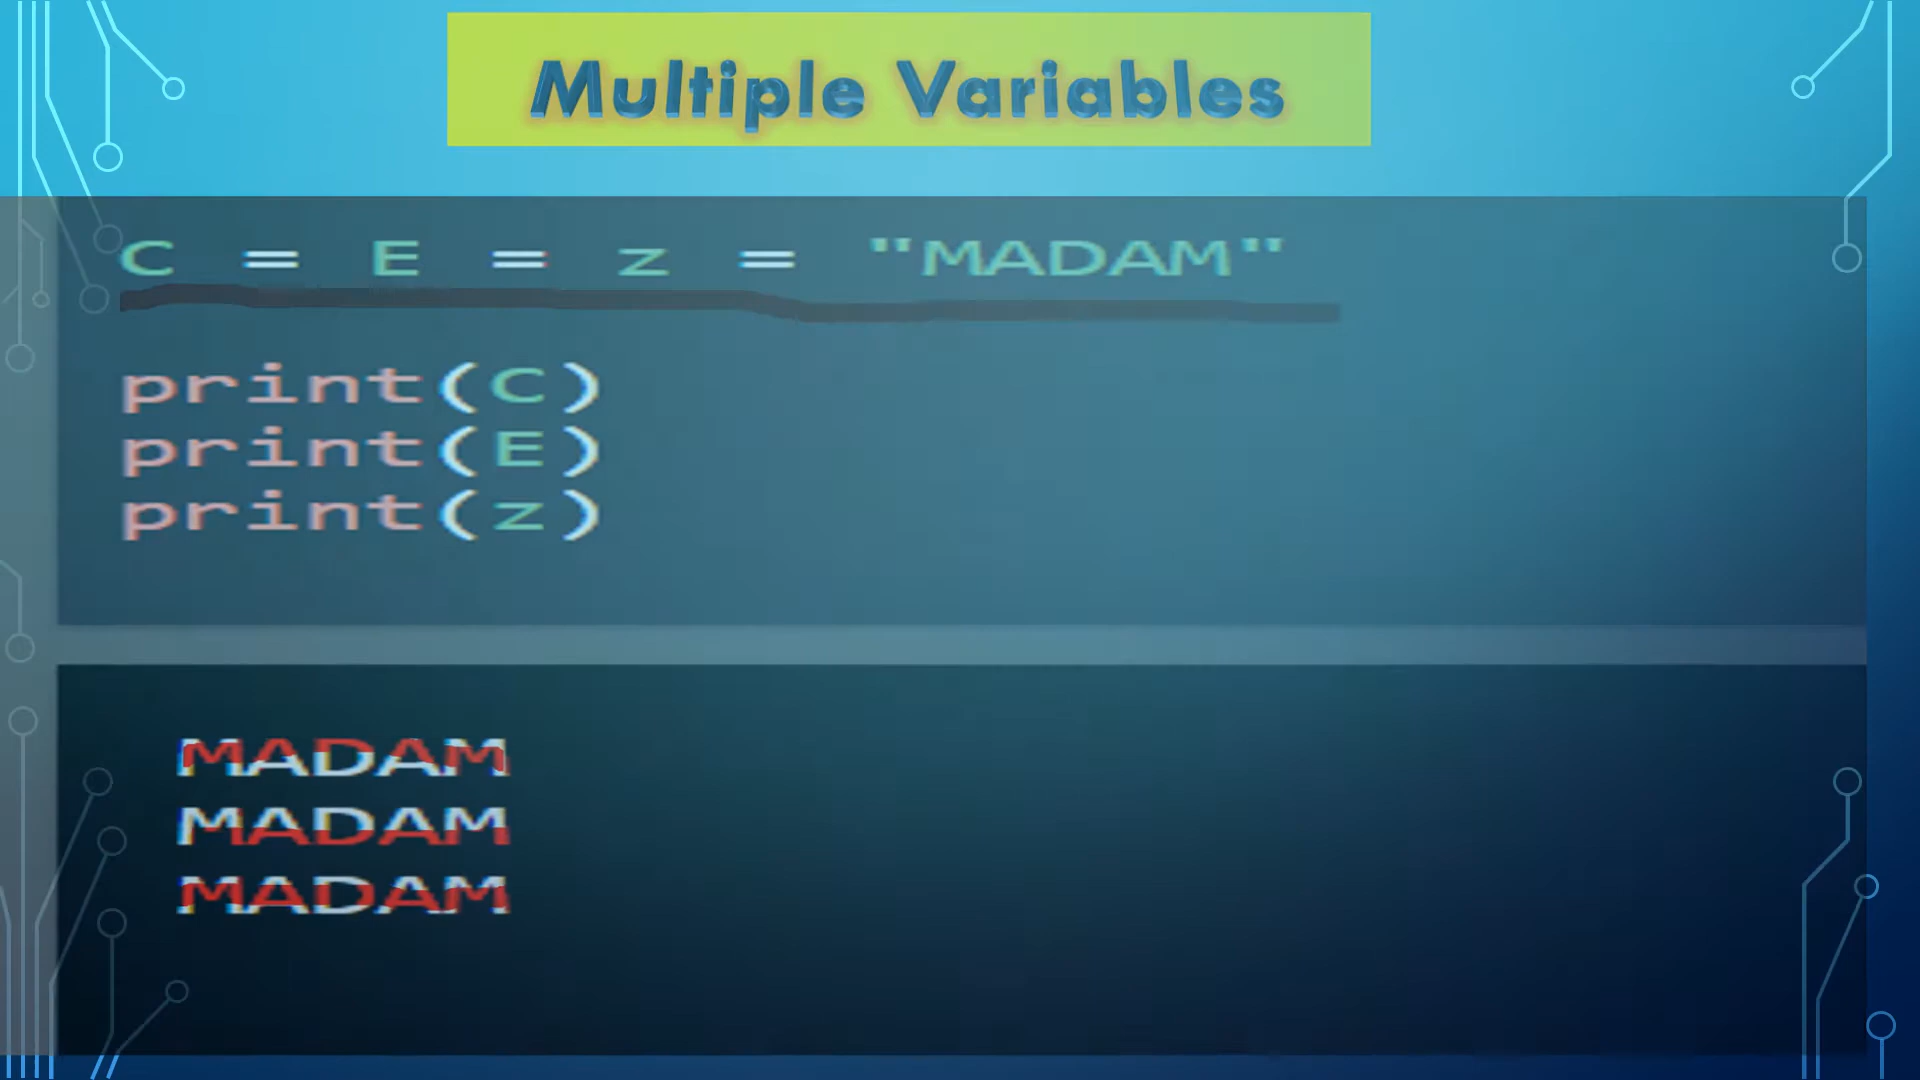 Multiple Variables
C = E = z = "MADAM"
print(C)
print(E)
print(z)
MADAM
MADAM
MADAM